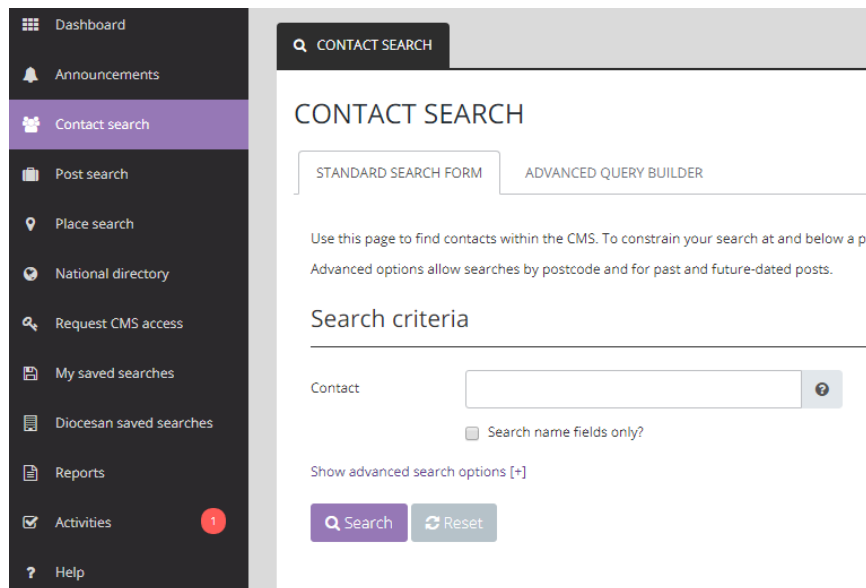 Dashboard
Announcements
Contact search
Post search
Place search
National directory
Request CMS access
My saved searches
Diocesan saved searches
Reports
Activities
1
Help
CONTACT SEARCH
CONTACT SEARCH
STANDARD SEARCH FORM
ADVANCED QUERY BUILDER
Use this page to find contacts within the CMS. To constrain your search at and below a p
Advanced options allow searches by postcode and for past and future-dated posts.
Search criteria
Contact
Search name fields only?
Show advanced search options [+]
Search
Reset